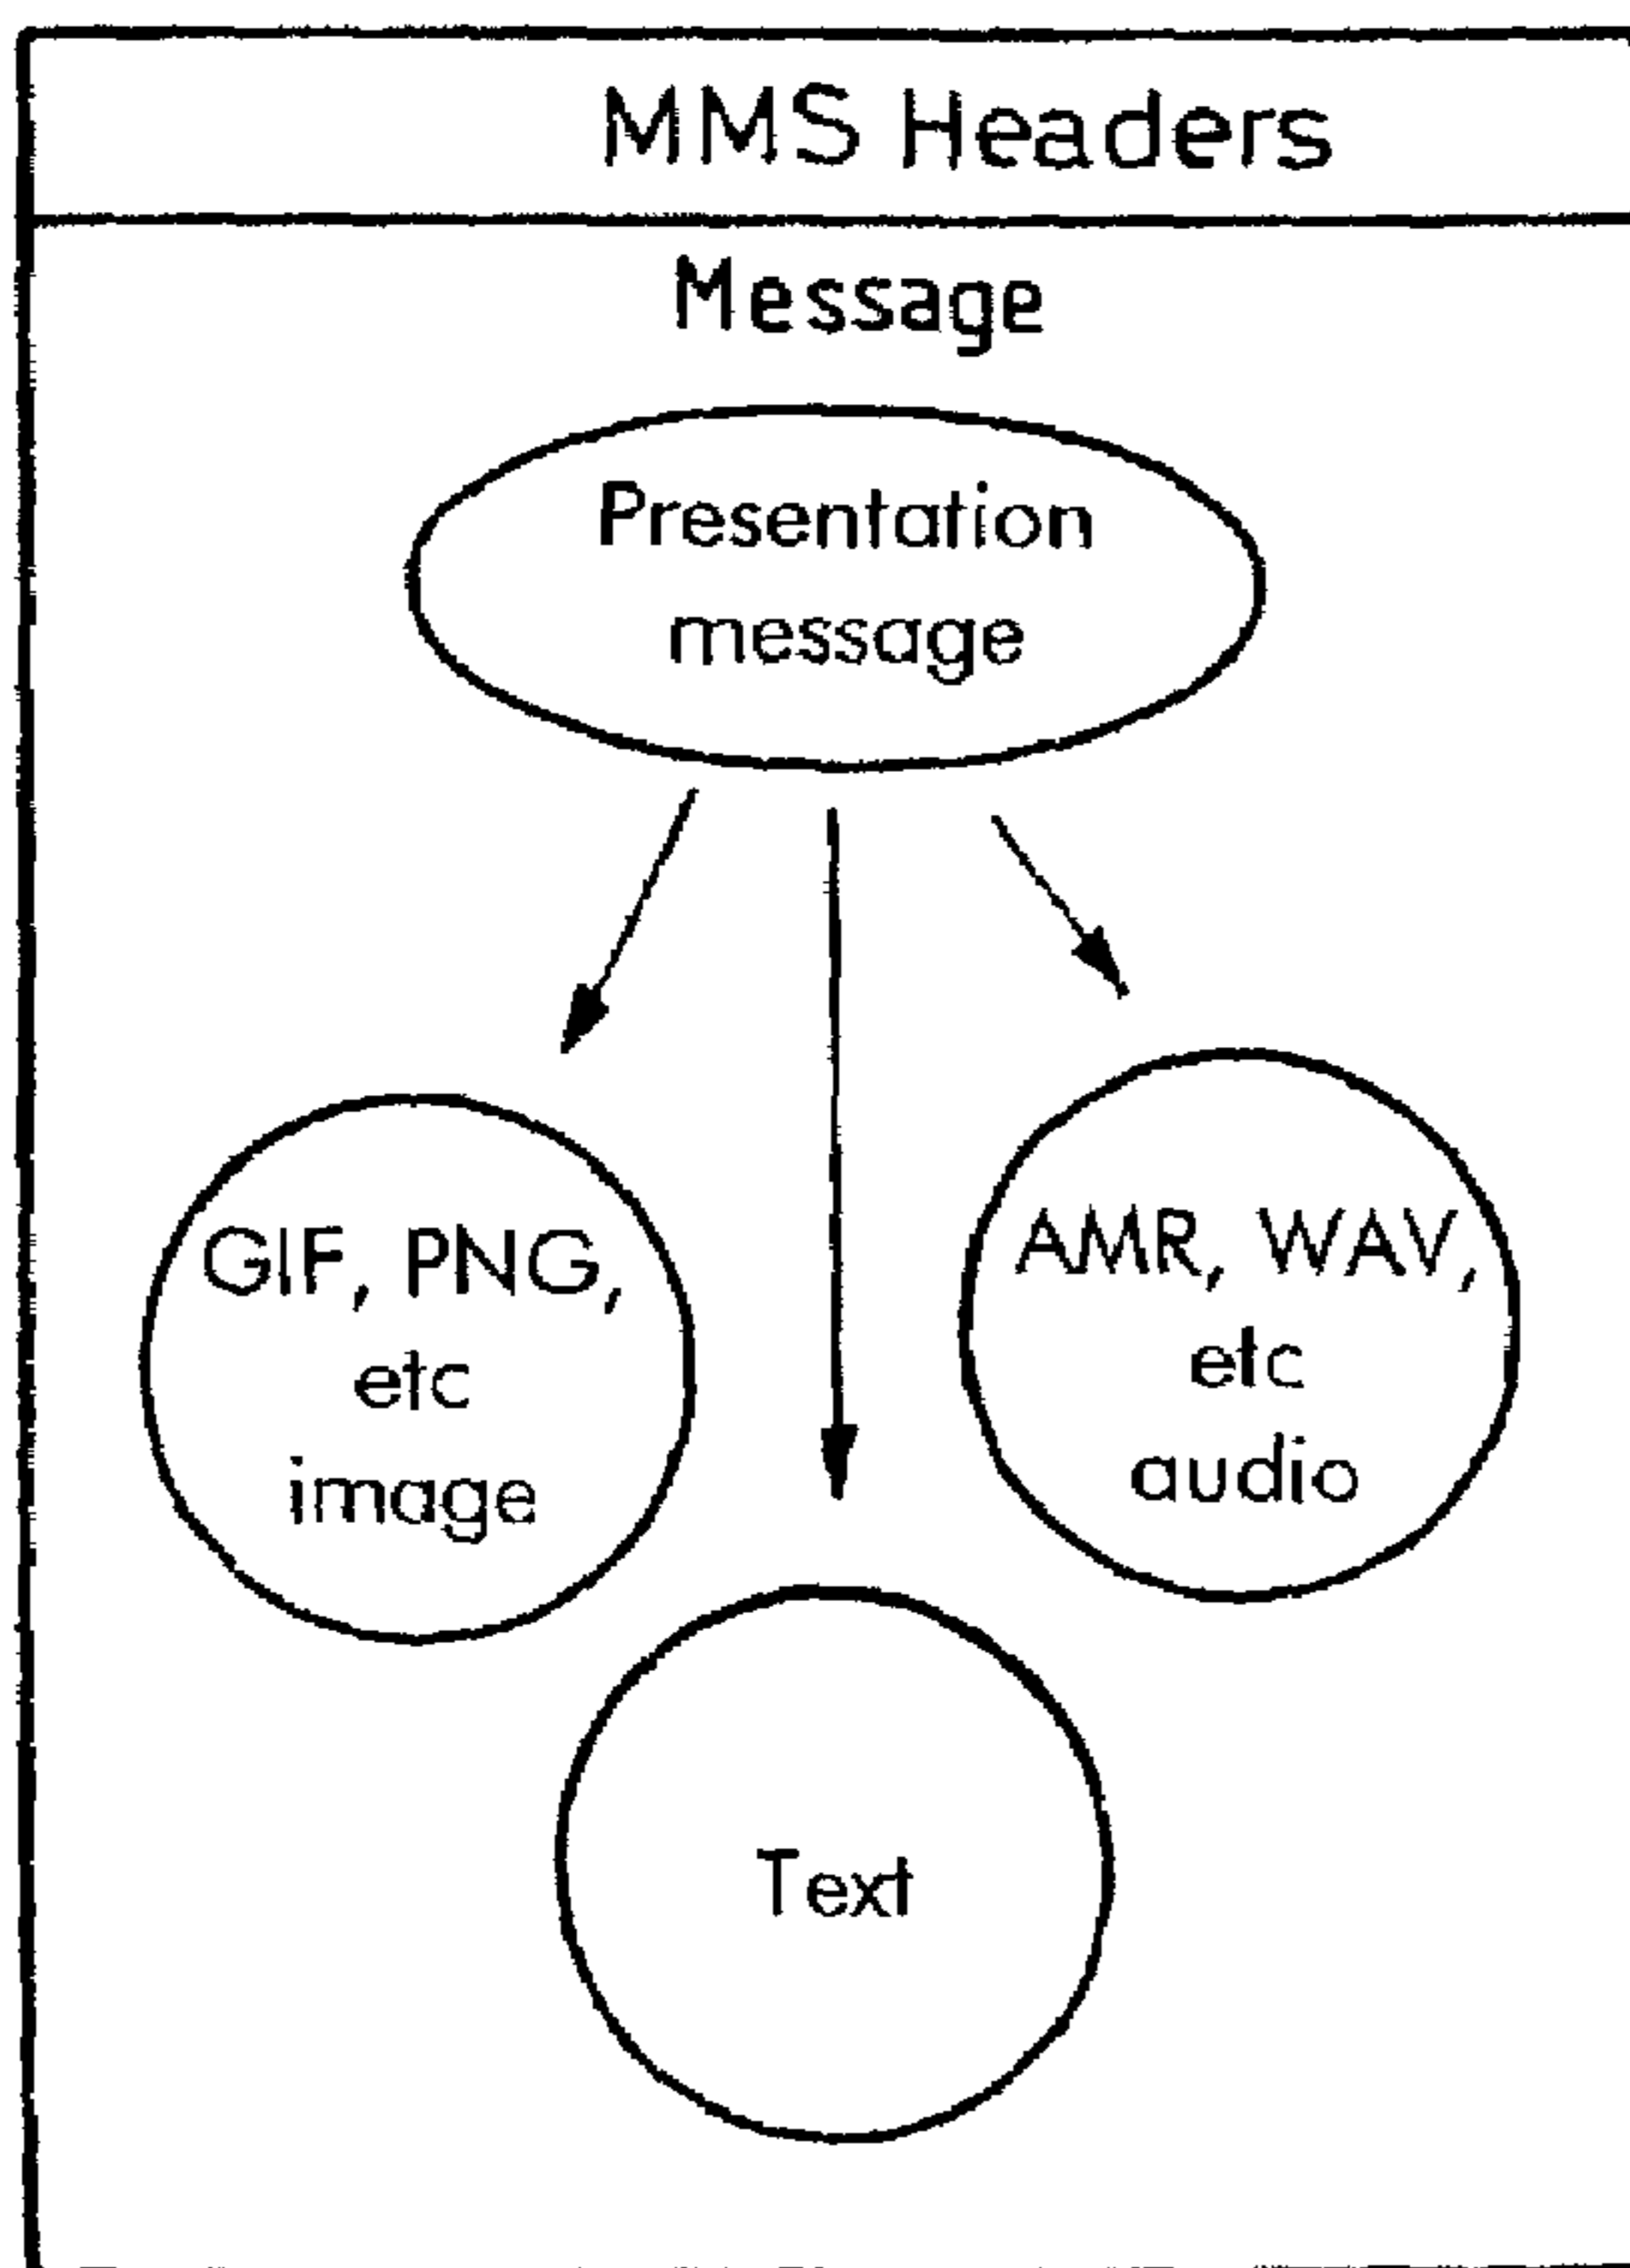 MMS Headers
Message
Presentation
message
GIF, PNG,
etc
image
AMR, WAV,
etc
audio
Text